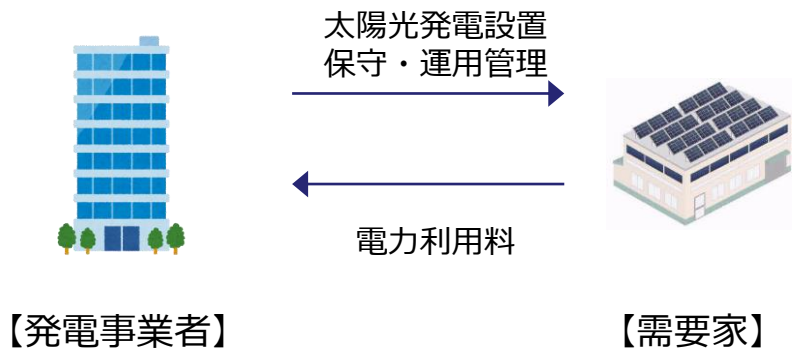 太陽光発電設置
保守・運用管理
電力利用料
【発電事業者】
【需要家】